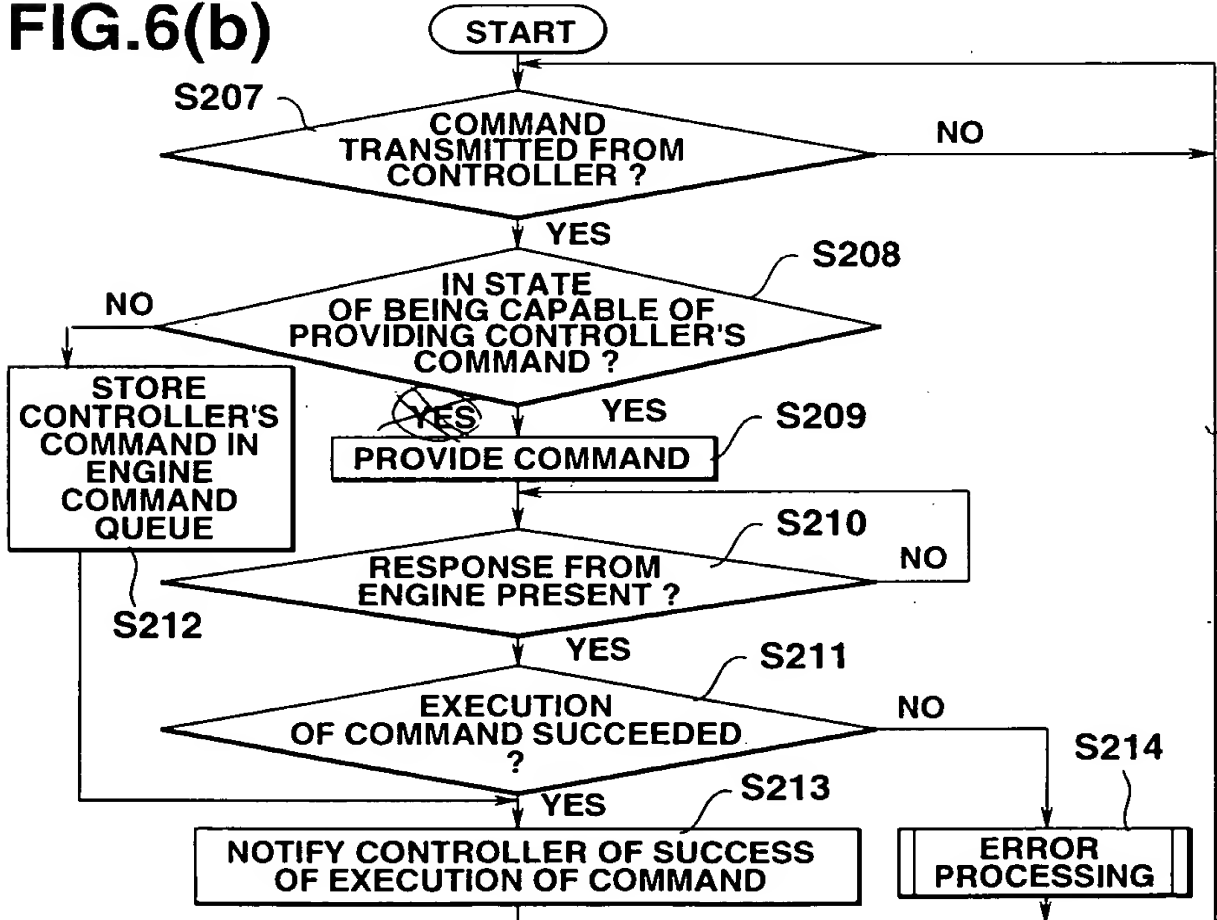 FIG.6(b)
START
S207
COMMAND
TRANSMITTED FROM
CONTROLLER ?
NO
YES
S208
IN STATE
OF BEING CAPABLE OF
PROVIDING CONTROLLER'S
COMMAND ?
NO
STORE
CONTROLLER'S
COMMAND IN
ENGINE
COMMAND
QUEUE
S212
YES
YES
S209
PROVIDE COMMAND
S210
RESPONSE FROM
ENGINE PRESENT ?
NO
YES
S211
EXECUTION
OF COMMAND SUCCEEDED
?
NO
YES
S213
NOTIFY CONTROLLER OF SUCCESS
OF EXECUTION OF COMMAND
S214
ERROR
PROCESSING